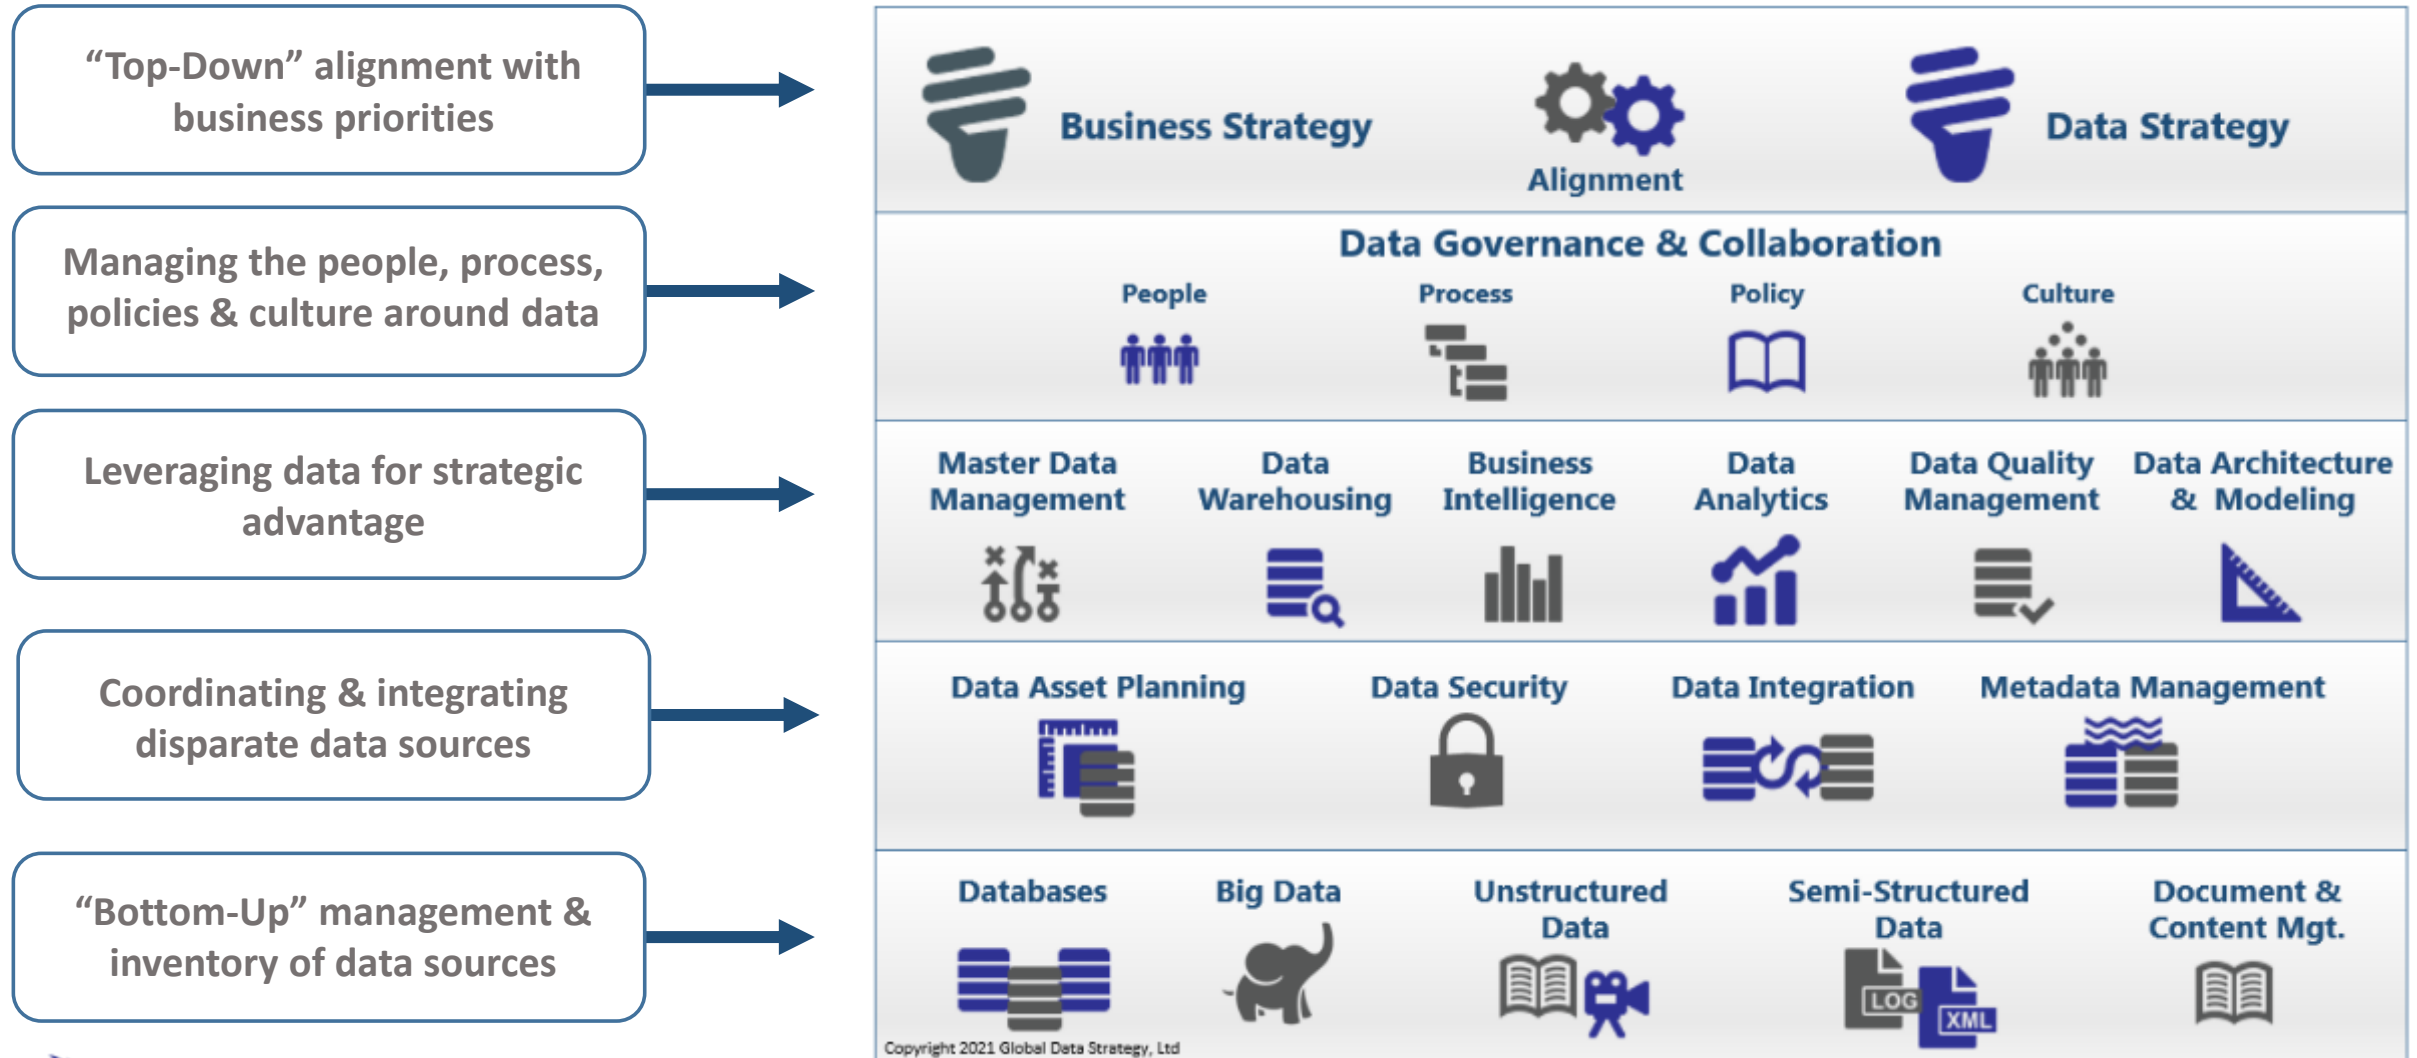 “Top-Down” alignment with
business priorities
Business Strategy
Alignment
Data Strategy
Managing the people, process,
policies & culture around data
Data Governance & Collaboration
People
Process
Policy
Culture
Leveraging data for strategic
advantage
Master Data
Management
Data
Warehousing
Business
Intelligence
Data
Analytics
Data Quality
Management
Data Architecture
& Modeling
Coordinating & integrating
disparate data sources
Data Asset Planning
Data Security
Data Integration
Metadata Management
“Bottom-Up” management &
inventory of data sources
Databases
Big Data
Unstructured
Data
Semi-Structured
Data
LOG
XML
Document &
Content Mgt.
Copyright 2021 Global Data Strategy, Ltd